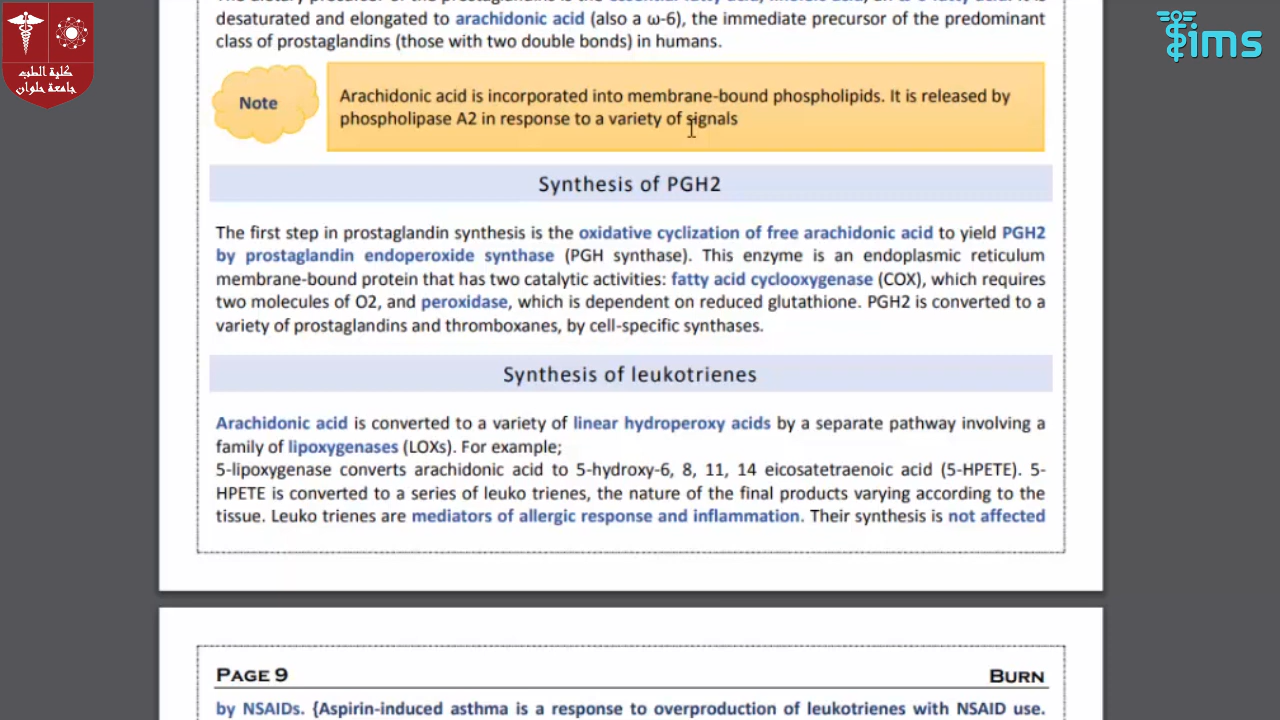 كلية الطب
جامعة حلوان
ims
desaturated and elongated to arachidonic acid (also a ω-6), the immediate precursor of the predominant
class of prostaglandins (those with two double bonds) in humans.
Note
Arachidonic acid is incorporated into membrane-bound phospholipids. It is released by
phospholipase A2 in response to a variety of signals
Synthesis of PGH2
The first step in prostaglandin synthesis is the oxidative cyclization of free arachidonic acid to yield PGH2
by prostaglandin endoperoxide synthase (PGH synthase). This enzyme is an endoplasmic reticulum
membrane-bound protein that has two catalytic activities: fatty acid cyclooxygenase (COX), which requires
two molecules of O2, and peroxidase, which is dependent on reduced glutathione. PGH2 is converted to a
variety of prostaglandins and thromboxanes, by cell-specific synthases.
Synthesis of leukotrienes
Arachidonic acid is converted to a variety of linear hydroperoxy acids by a separate pathway involving a
family of lipoxygenases (LOXs). For example;
5-lipoxygenase converts arachidonic acid to 5-hydroxy-6, 8, 11, 14 eicosatetraenoic acid (5-HPETE). 5-
HPETE is converted to a series of leuko trienes, the nature of the final products varying according to the
tissue. Leuko trienes are mediators of allergic response and inflammation. Their synthesis is not affected
PAGE 9 BURN
by NSAIDs. {Aspirin-induced asthma is a response to overproduction of leukotrienes with NSAID use.